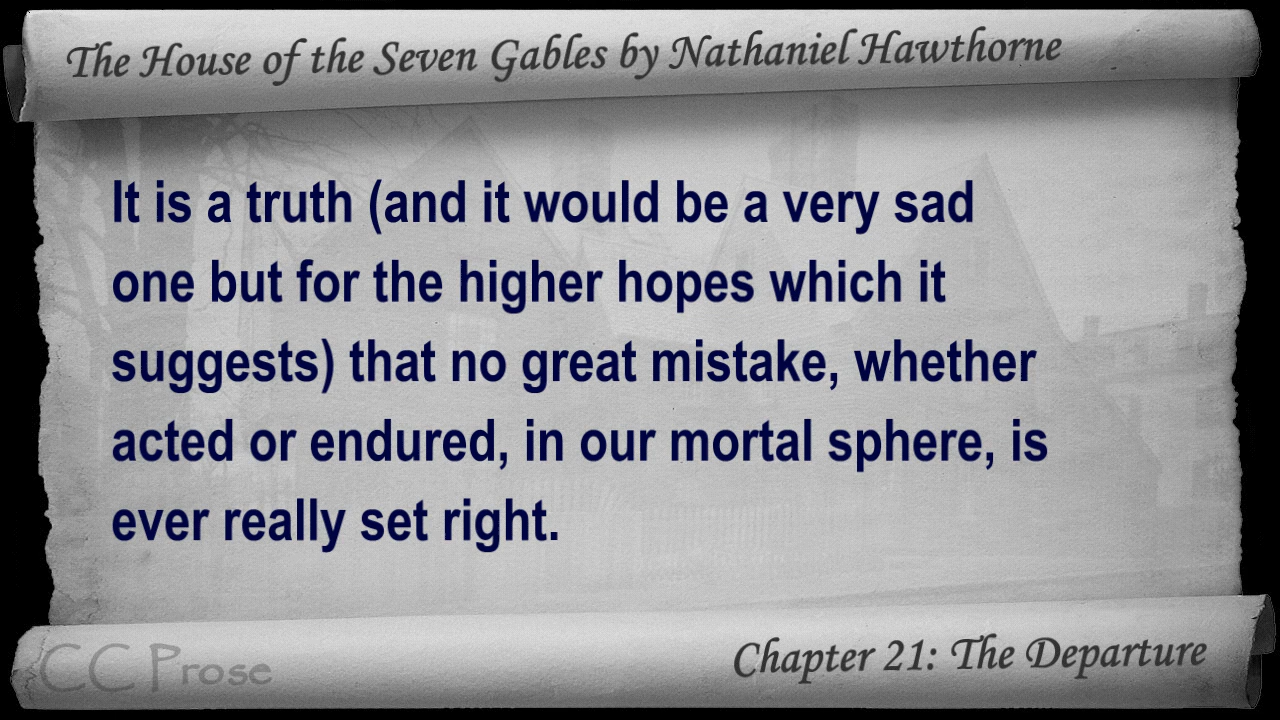 The House of the Seven Gables by Nathaniel Hawthorne
It is a truth (and it would be a very sad
one but for the higher hopes which it
suggests) that no great mistake, whether
acted or endured, in our mortal sphere, is
ever really set right.
CC Prose
Chapter 21: The Departure